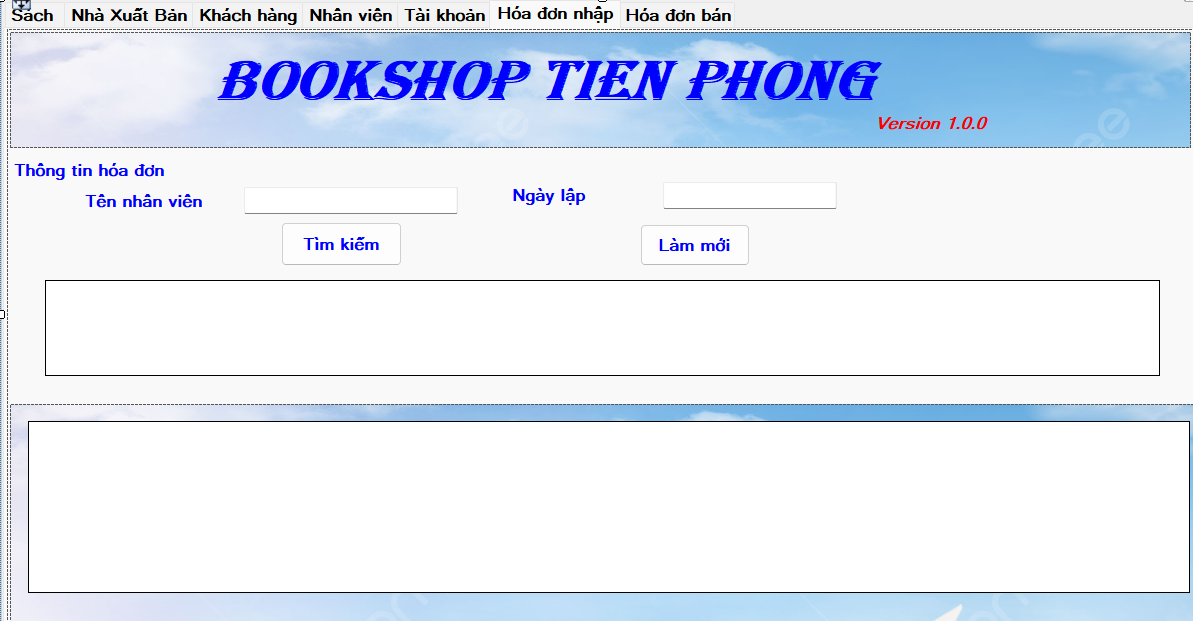 Sách Nhà Xuất Bản Khách hàng Nhân viên Tài khoản Hóa đơn nhập Hóa đơn bán
BOOKSHOP TIEN PHONG
Version 1.0.0
Thông tin hóa đơn
Tên nhân viên Ngày lập
Tìm kiếm Làm mới